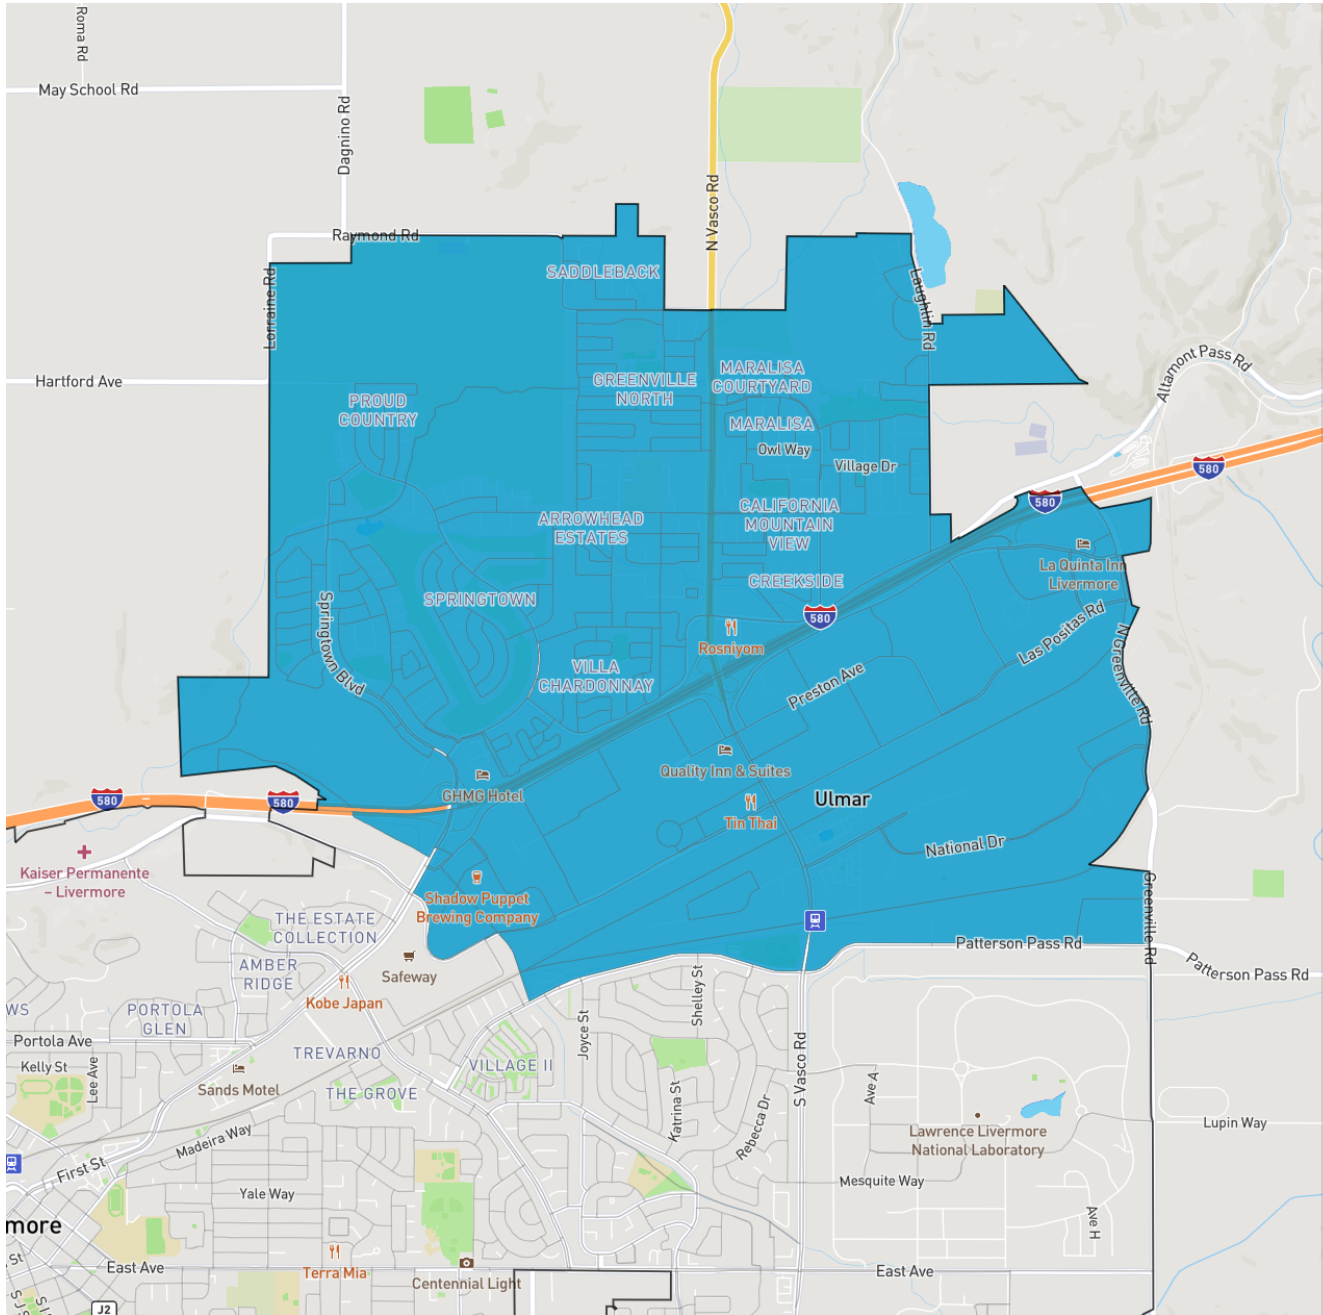 Roma Rd
May School Rd
Dagnino Rd
N Vasco Rd
Raymond Rd
SADDLEBACK
Lorraine Rd
Laughlin Rd
Hartford Ave
GREENVILLE
NORTH
MARALISA
COURTYARD
Altamont Pass Rd
PROUD
COUNTRY
MARALISA
Owl Way
Village Dr
580
580
ARROWHEAD
ESTATES
CALIFORNIA
MOUNTAIN
VIEW
La Quinta Inn
Livermore
CREEKSIDE
SPRINGTOWN
580
Las Positas Rd
Springtown Blvd
Rosniyom
N Greenville Rd
VILLA
CHARDONNAY
Preston Ave
Quality Inn & Suites
GHMG Hotel
580
580
Ulmar
Tin Thai
National Dr
Kaiser Permanente
– Livermore
Shadow Puppet
Brewing Company
Greenville Rd
THE ESTATE
COLLECTION
Patterson Pass Rd
Patterson Pass Rd
AMBER
RIDGE
Safeway
Kobe Japan
Shelley St
WS
PORTOLA
GLEN
Joyce St
Portola Ave
TREVARNO
VILLAGE II
S Vasco Rd
Kelly St
Lee Ave
Sands Motel
THE GROVE
Ave A
Katrina St
Rebecca Dr
Lawrence Livermore
National Laboratory
Lupin Way
Madeira Way
First St
Mesquite Way
Yale Way
Ave H
more
St
East Ave
Terra Mia
Centennial Light
East Ave
J2